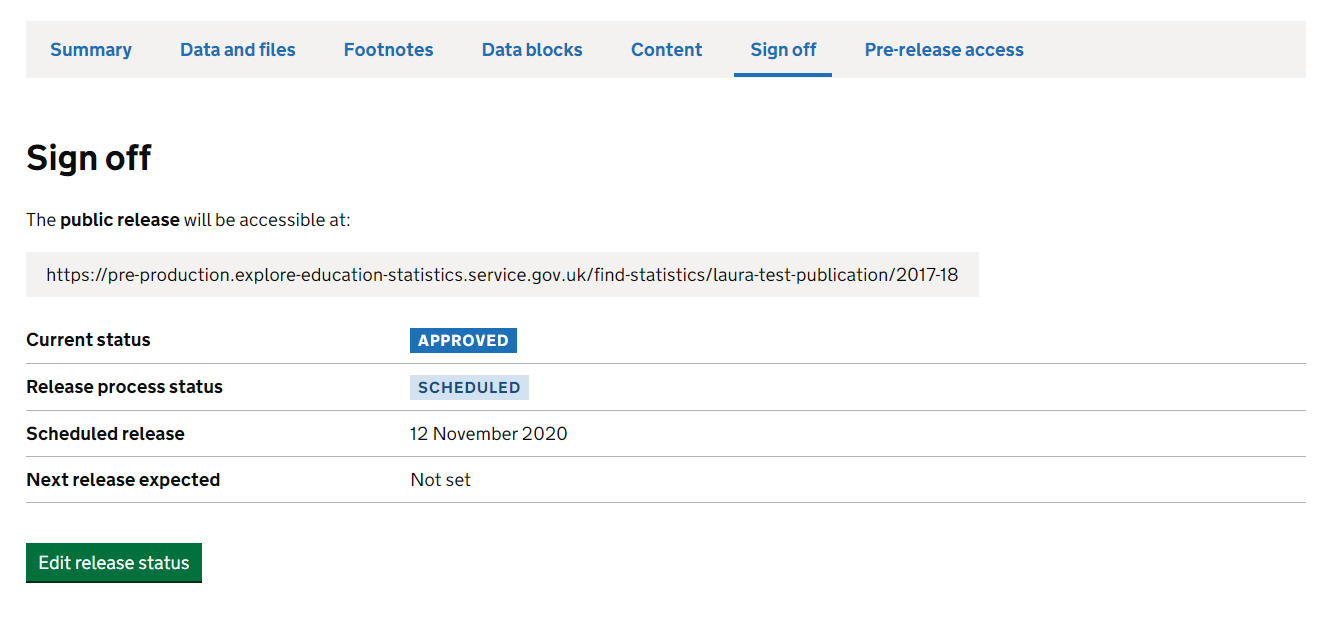 Summary Data and files Footnotes Data blocks Content Sign off Pre-release access
Sign off
The public release will be accessible at:
https://pre-production.explore-education-statistics.service.gov.uk/find-statistics/laura-test-publication/2017-18
Current status APPROVED
Release process status SCHEDULED
Scheduled release 12 November 2020
Next release expected Not set
Edit release status